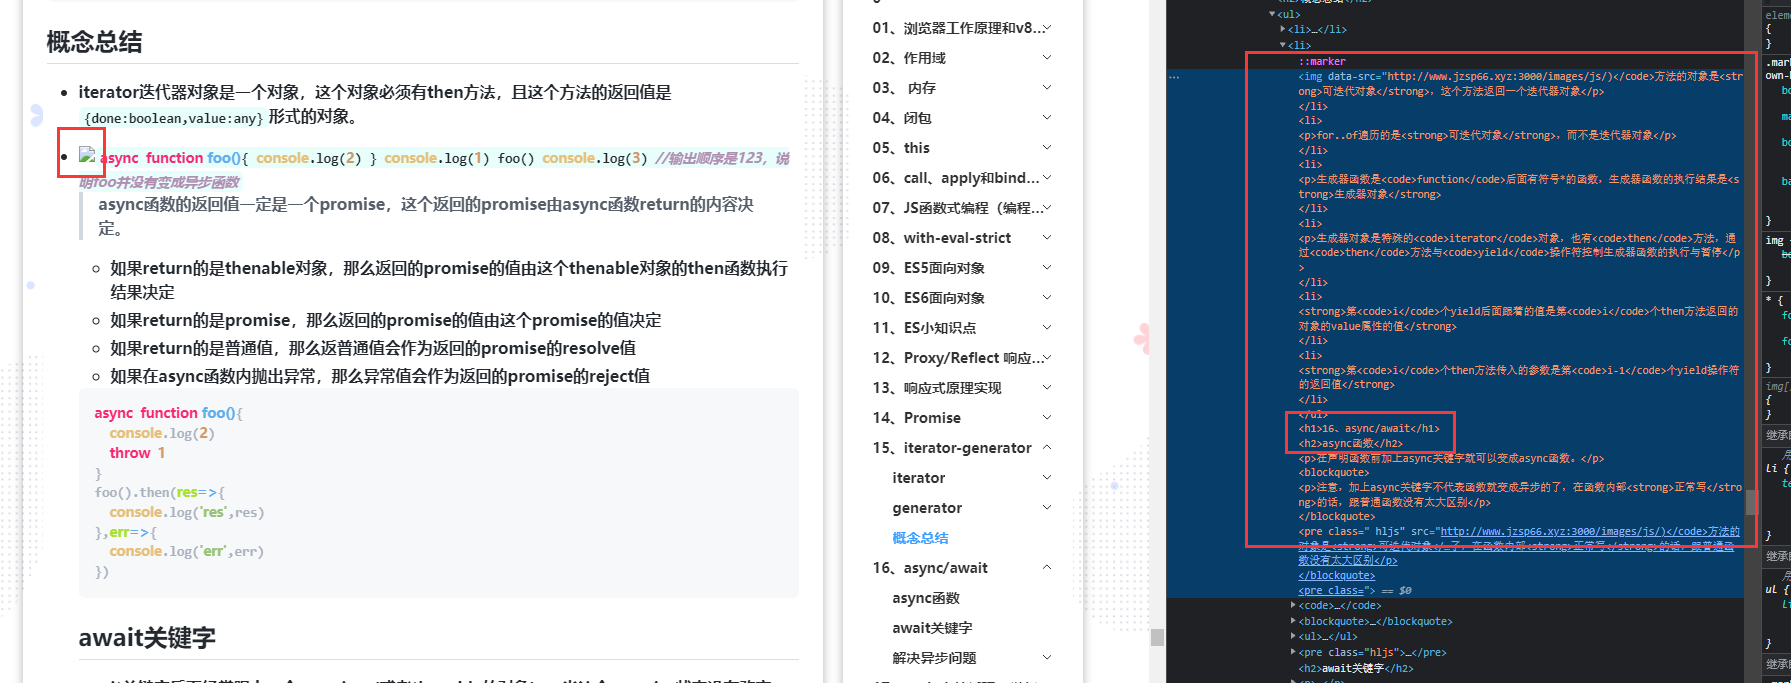 概念总结
iterator迭代器对象是一个对象，这个对象必须有then方法，且这个方法的返回值是
{done:boolean,value:any} 形式的对象。
async function foo(){ console.log(2) } console.log(1) foo() console.log(3) //输出顺序是123，说
明foo并没有变成异步函数
async函数的返回值一定是一个promise，这个返回的promise由async函数return的内容决
定。
如果return的是thenable对象，那么返回的promise的值由这个thenable对象的then函数执行
结果决定
如果return的是promise，那么返回的promise的值由这个promise的值决定
如果return的是普通值，那么返普通值会作为返回的promise的resolve值
如果在async函数内抛出异常，那么异常值会作为返回的promise的reject值
async function foo(){
console.log(2)
throw 1
}
foo().then(res=>{
console.log('res',res)
},err=>{
console.log('err',err)
})
await关键字
01、浏览器工作原理和v8...
02、作用域
03、 内存
04、闭包
05、this
06、call、apply和bind...
07、JS函数式编程（编程...
08、with-eval-strict
09、ES5面向对象
10、ES6面向对象
11、ES小知识点
12、Proxy/Reflect 响应...
13、响应式原理实现
14、Promise
15、iterator-generator
iterator
generator
概念总结
16、async/await
async函数
await关键字
解决异步问题
<ul>
<li>…</li>
<li>
::marker
<img data-src="http://www.jzsp66.xyz:3000/images/js/)</code>方法的对象是<str
ong>可迭代对象</strong>，这个方法返回一个迭代器对象</p>
</li>
<li>
<p>for..of遍历的是<strong>可迭代对象</strong>，而不是迭代器对象</p>
</li>
<li>
<p>生成器函数是<code>function</code>后面有符号*的函数，生成器函数的执行结果是<s
trong>生成器对象</strong>
</li>
<li>
<p>生成器对象是特殊的<code>iterator</code>对象，也有<code>then</code>方法，通
过<code>then</code>方法与<code>yield</code>操作符控制生成器函数的执行与暂停</p
>
</li>
<li>
<strong>第<code>i</code>个yield后面跟着的值是第<code>i</code>个then方法返回的
对象的value属性的值</strong>
</li>
<li>
<strong>第<code>i</code>个then方法传入的参数是第<code>i-1</code>个yield操作符
的返回值</strong>
</li>
</ul>
<h1>16、async/await</h1>
<h2>async函数</h2>
<p>在声明函数前加上async关键字就可以变成async函数。</p>
<blockquote>
<p>注意，加上async关键字不代表函数就变成异步的了，在函数内部<strong>正常写</stro
ng>的话，跟普通函数没有太大区别</p>
</blockquote>
<pre class=" hljs" src="http://www.jzsp66.xyz:3000/images/js/)</code>方法的
对象是<strong>可迭代对象</…了，在函数内部<strong>正常写</strong>的话，跟普通函
数没有太大区别</p>
</blockquote>
<pre class="> == $0
<code>…</code>
<blockquote>…</blockquote>
<ul>…</ul>
<pre class="hljs">…</pre>
<h2>await关键字</h2>
elem
{
}
.mar
own-
}
img
}
* {
fo
fo
}
img[
{
}
继承自
li {
te
}
继承自
ul {
}
继承自